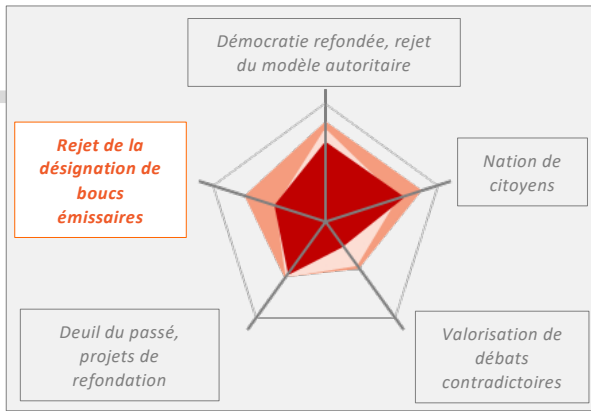 Démocratie refondée, rejet
du modèle autoritaire
Rejet de la
désignation de
boucs
émissaires
Nation de
citoyens
Deuil du passé,
projets de
refondation
Valorisation de
débats
contradictoires